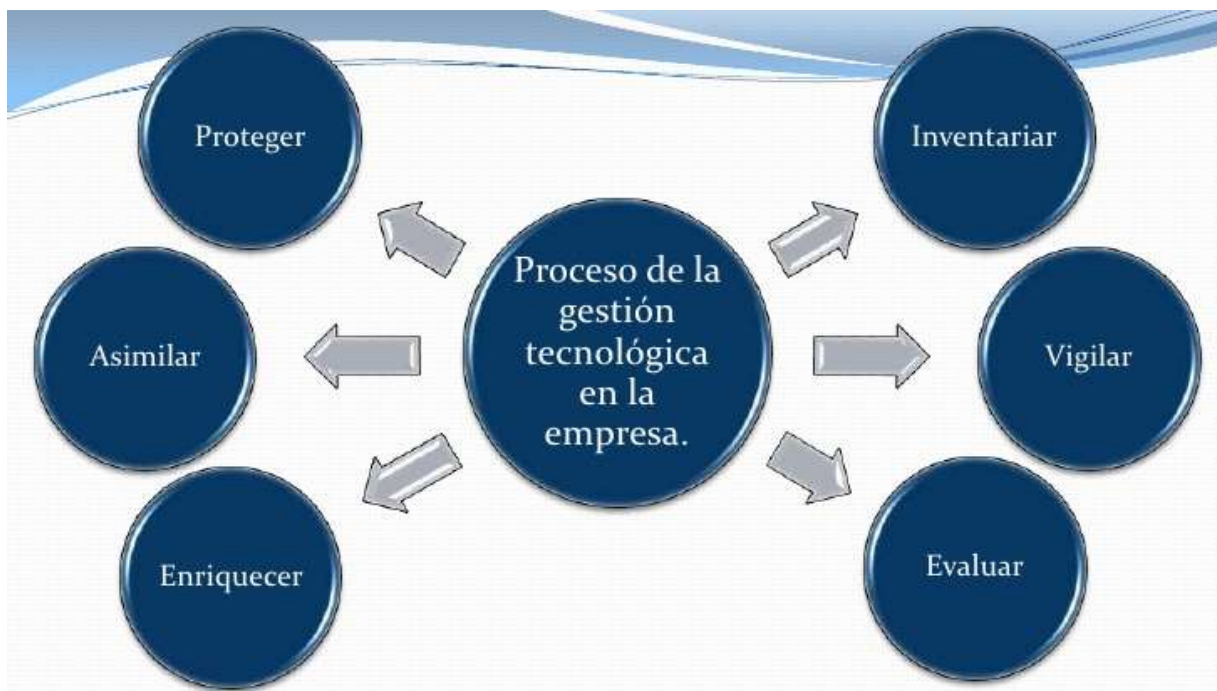 Proteger
Inventariar
Proceso de la
gestión
tecnológica
en la
empresa.
Asimilar
Vigilar
Enriquecer
Evaluar